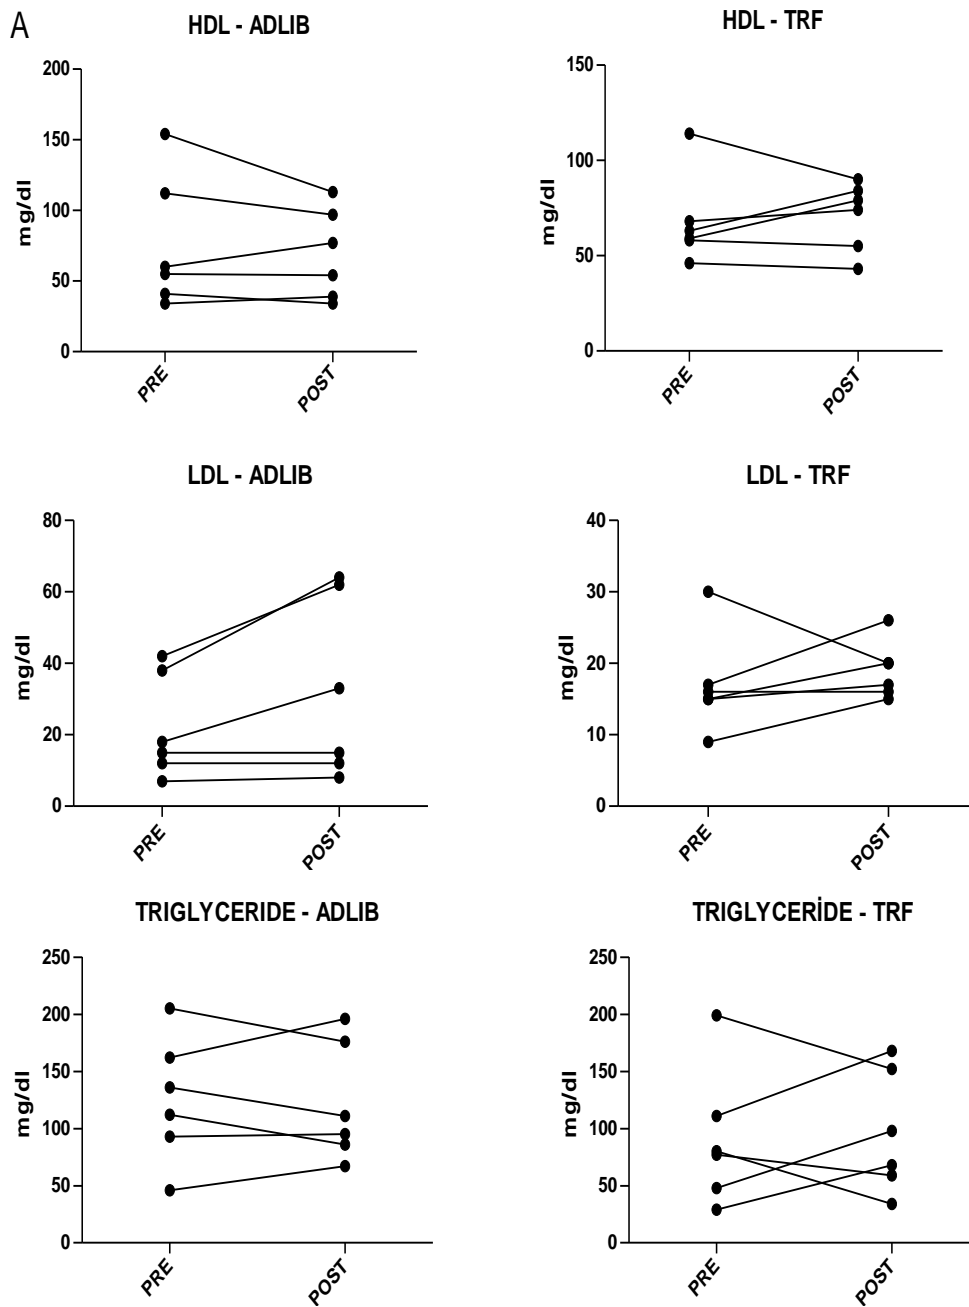 A
HDL - ADLIB
200
150
100
50
0
mg/dl
PRE
POST
HDL - TRF
150
100
50
0
mg/dl
PRE
POST
LDL - ADLIB
80
60
40
20
0
mg/dl
PRE
POST
LDL - TRF
40
30
20
10
0
mg/dl
PRE
POST
TRIGLYCERIDE - ADLIB
250
200
150
100
50
0
mg/dl
PRE
POST
TRIGLYCERİDE - TRF
250
200
150
100
50
0
mg/dl
PRE
POST